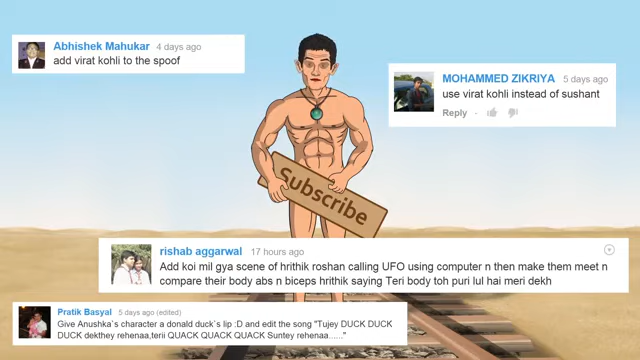 Abhishek Mahukar 4 days ago
add virat kohli to the spoof
MOHAMMED ZIKRIYA 5 days ago
use virat kohli instead of sushant
Reply ·
Subscribe
rishab aggarwal 17 hours ago
Add koi mil gya scene of hrithik roshan calling UFO using computer n then make them meet n
compare their body abs n biceps hrithik saying Teri body toh puri lul hai meri dekh
Pratik Basyal 5 days ago (edited)
Give Anushka`s character a donald duck`s lip :D and edit the song "Tujey DUCK DUCK
DUCK dekthey rehenaa,terii QUACK QUACK QUACK Suntey rehenaa......"